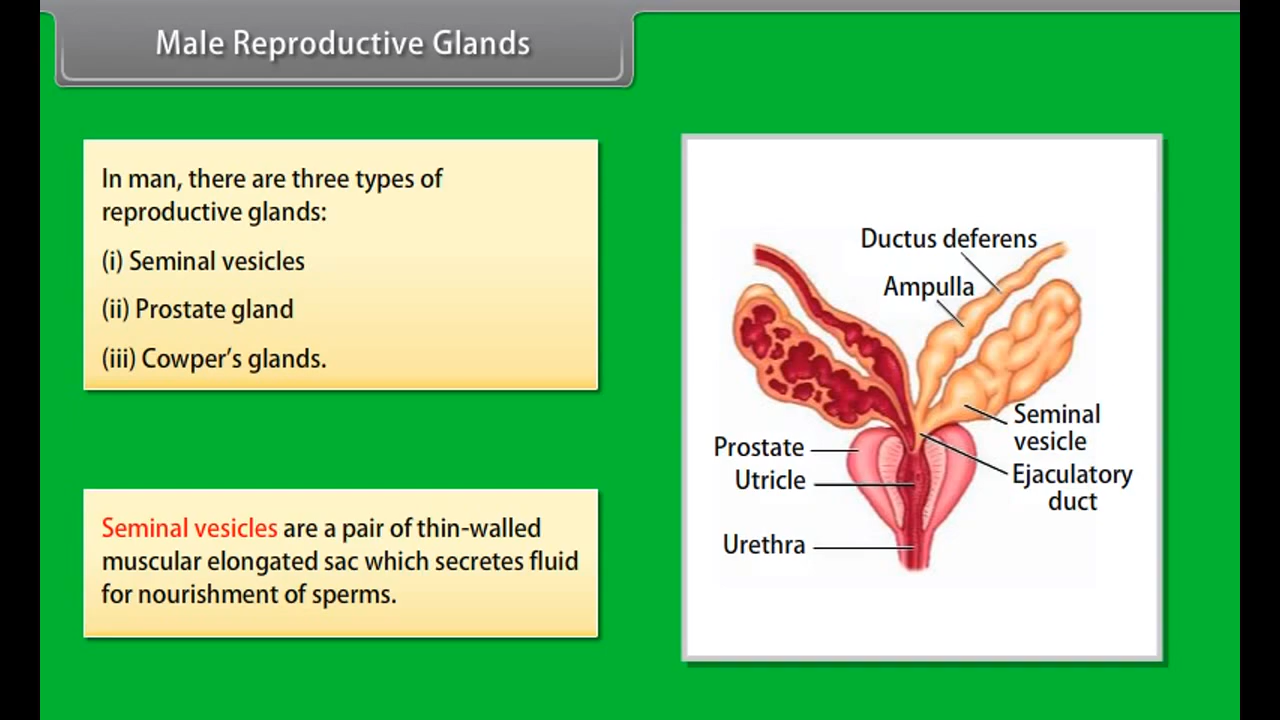 Male Reproductive Glands
In man, there are three types of
reproductive glands:
(i) Seminal vesicles
(ii) Prostate gland
(iii) Cowper's glands.
Seminal vesicles are a pair of thin-walled
muscular elongated sac which secretes fluid
for nourishment of sperms.
Ductus deferens
Ampulla
Seminal
vesicle
Prostate
Utricle
Ejaculatory
duct
Urethra